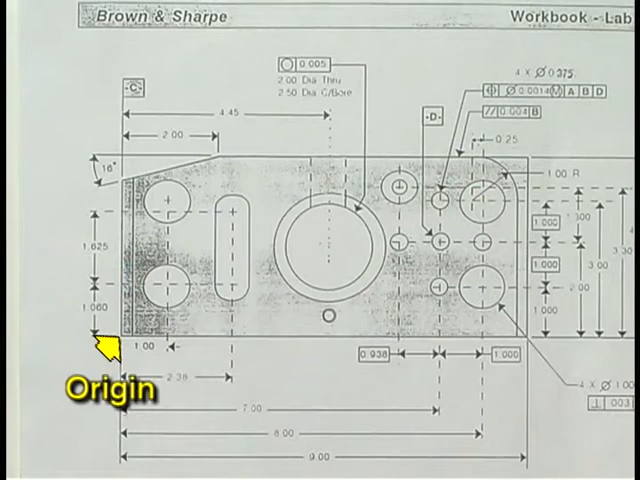 Brown & Sharpe
Workbook - Lab
0.005
2.00 Dia Thru
2.50 Dia C/Bore
4 X Ø 0.375
-C-
Ø 0.0014 Ⓜ A B D
4.45
-D-
// 0.004 B
2.00
0.25
16°
1.00 R
1.000
1.625
3.00
3.30
1.000
2.00
1.060
1.000
1.00
0.938
1.000
Origin
2.38
4 X Ø 1.00
7.00
8.00
9.00